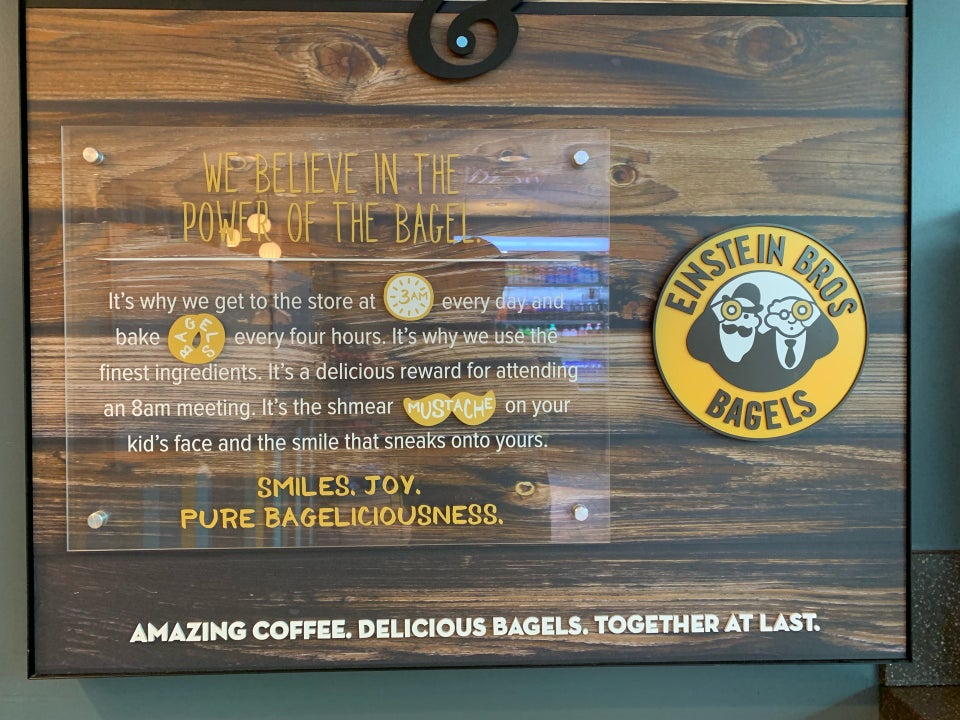 WE BELIEVE IN THE
POWER OF THE BAGEL.
It's why we get to the store at 3AM every day and
bake BAGELS every four hours. It's why we use the
finest ingredients. It's a delicious reward for attending
an 8am meeting. It's the shmear MUSTACHE on your
kid's face and the smile that sneaks onto yours.
SMILES. JOY.
PURE BAGELICIOUSNESS.
EINSTEIN BROS
BAGELS
AMAZING COFFEE. DELICIOUS BAGELS. TOGETHER AT LAST.